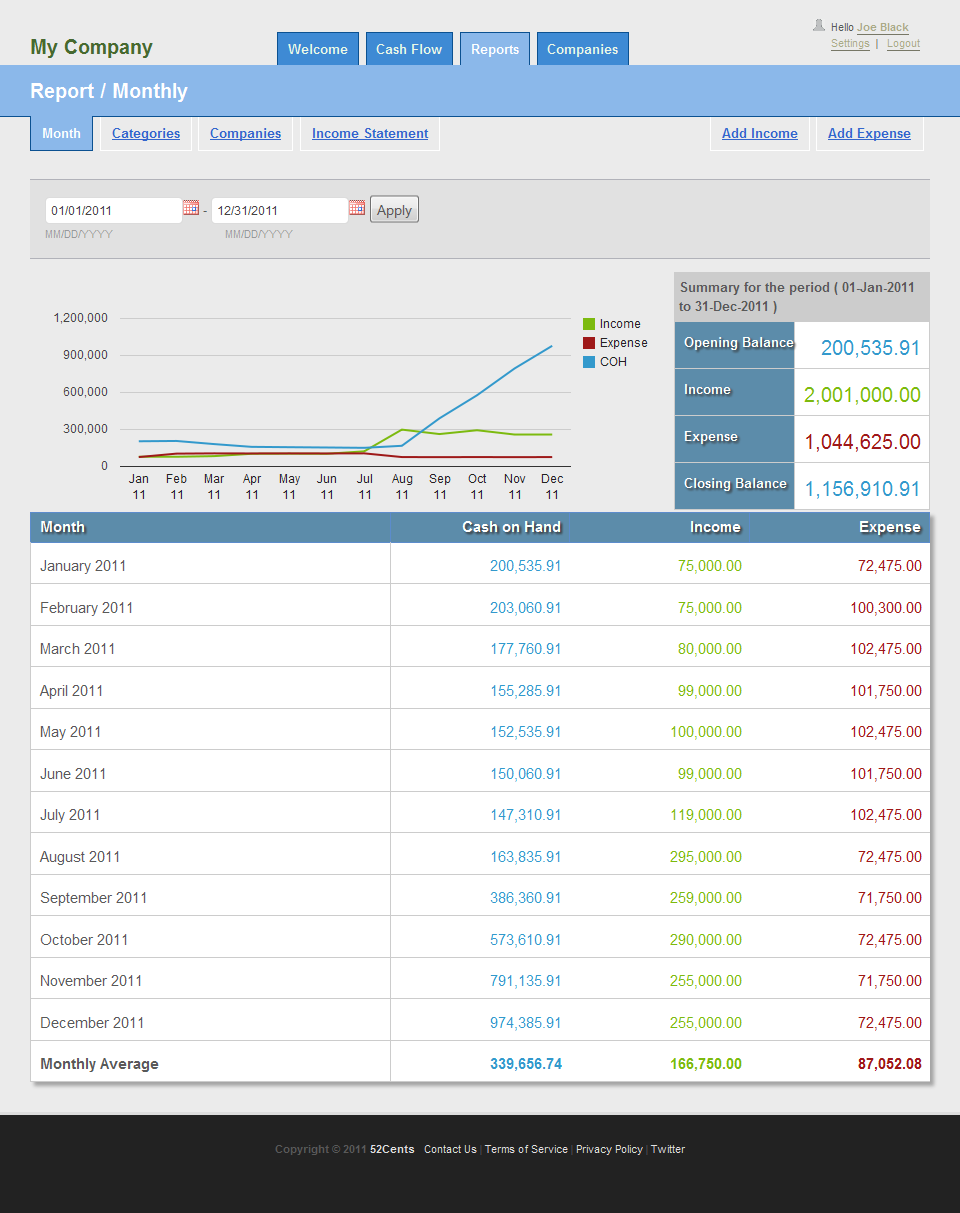 My Company
Welcome Cash Flow Reports Companies
Hello Joe Black
Settings | Logout
Report / Monthly
Month Categories Companies Income Statement Add Income Add Expense
01/01/2011 - 12/31/2011 Apply
MM/DD/YYYY MM/DD/YYYY
1,200,000
900,000
600,000
300,000
0
Jan 11 Feb 11 Mar 11 Apr 11 May 11 Jun 11 Jul 11 Aug 11 Sep 11 Oct 11 Nov 11 Dec 11
Income
Expense
COH
Summary for the period ( 01-Jan-2011
to 31-Dec-2011 )
Opening Balance 200,535.91
Income 2,001,000.00
Expense 1,044,625.00
Closing Balance 1,156,910.91
Month Cash on Hand Income Expense
January 2011 200,535.91 75,000.00 72,475.00
February 2011 203,060.91 75,000.00 100,300.00
March 2011 177,760.91 80,000.00 102,475.00
April 2011 155,285.91 99,000.00 101,750.00
May 2011 152,535.91 100,000.00 102,475.00
June 2011 150,060.91 99,000.00 101,750.00
July 2011 147,310.91 119,000.00 102,475.00
August 2011 163,835.91 295,000.00 72,475.00
September 2011 386,360.91 259,000.00 71,750.00
October 2011 573,610.91 290,000.00 72,475.00
November 2011 791,135.91 255,000.00 71,750.00
December 2011 974,385.91 255,000.00 72,475.00
Monthly Average 339,656.74 166,750.00 87,052.08
Copyright © 2011 52Cents Contact Us | Terms of Service | Privacy Policy | Twitter